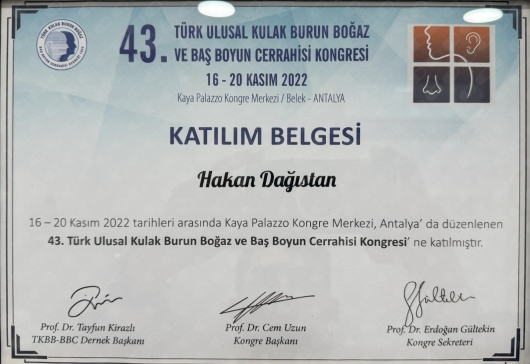 43. TÜRK ULUSAL KULAK BURUN BOĞAZ
VE BAŞ BOYUN CERRAHİSİ KONGRESİ
16 - 20 KASIM 2022
Kaya Palazzo Kongre Merkezi / Belek - ANTALYA
KATILIM BELGESİ
Hakan Dağıstan
16 – 20 Kasım 2022 tarihleri arasında Kaya Palazzo Kongre Merkezi, Antalya' da düzenlenen
43. Türk Ulusal Kulak Burun Boğaz ve Baş Boyun Cerrahisi Kongresi' ne katılmıştır.
Prof. Dr. Tayfun Kirazlı
TKBB-BBC Dernek Başkanı
Prof. Dr. Cem Uzun
Kongre Başkanı
Prof. Dr. Erdoğan Gültekin
Kongre Sekreteri